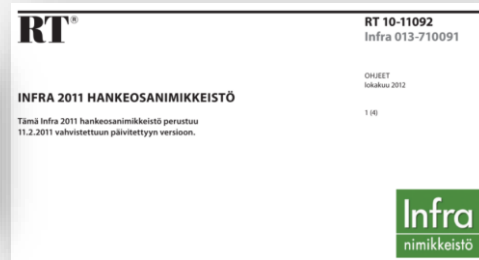 RT®
RT 10-11092
Infra 013-710091
OHJEET
lokakuu 2012
1 (4)
INFRA 2011 HANKEOSANIMIKKEISTÖ
Tämä Infra 2011 hankeosanimikkeistö perustuu
11.2.2011 vahvistettuun päivitettyyn versioon.
Infra
nimikkeistö